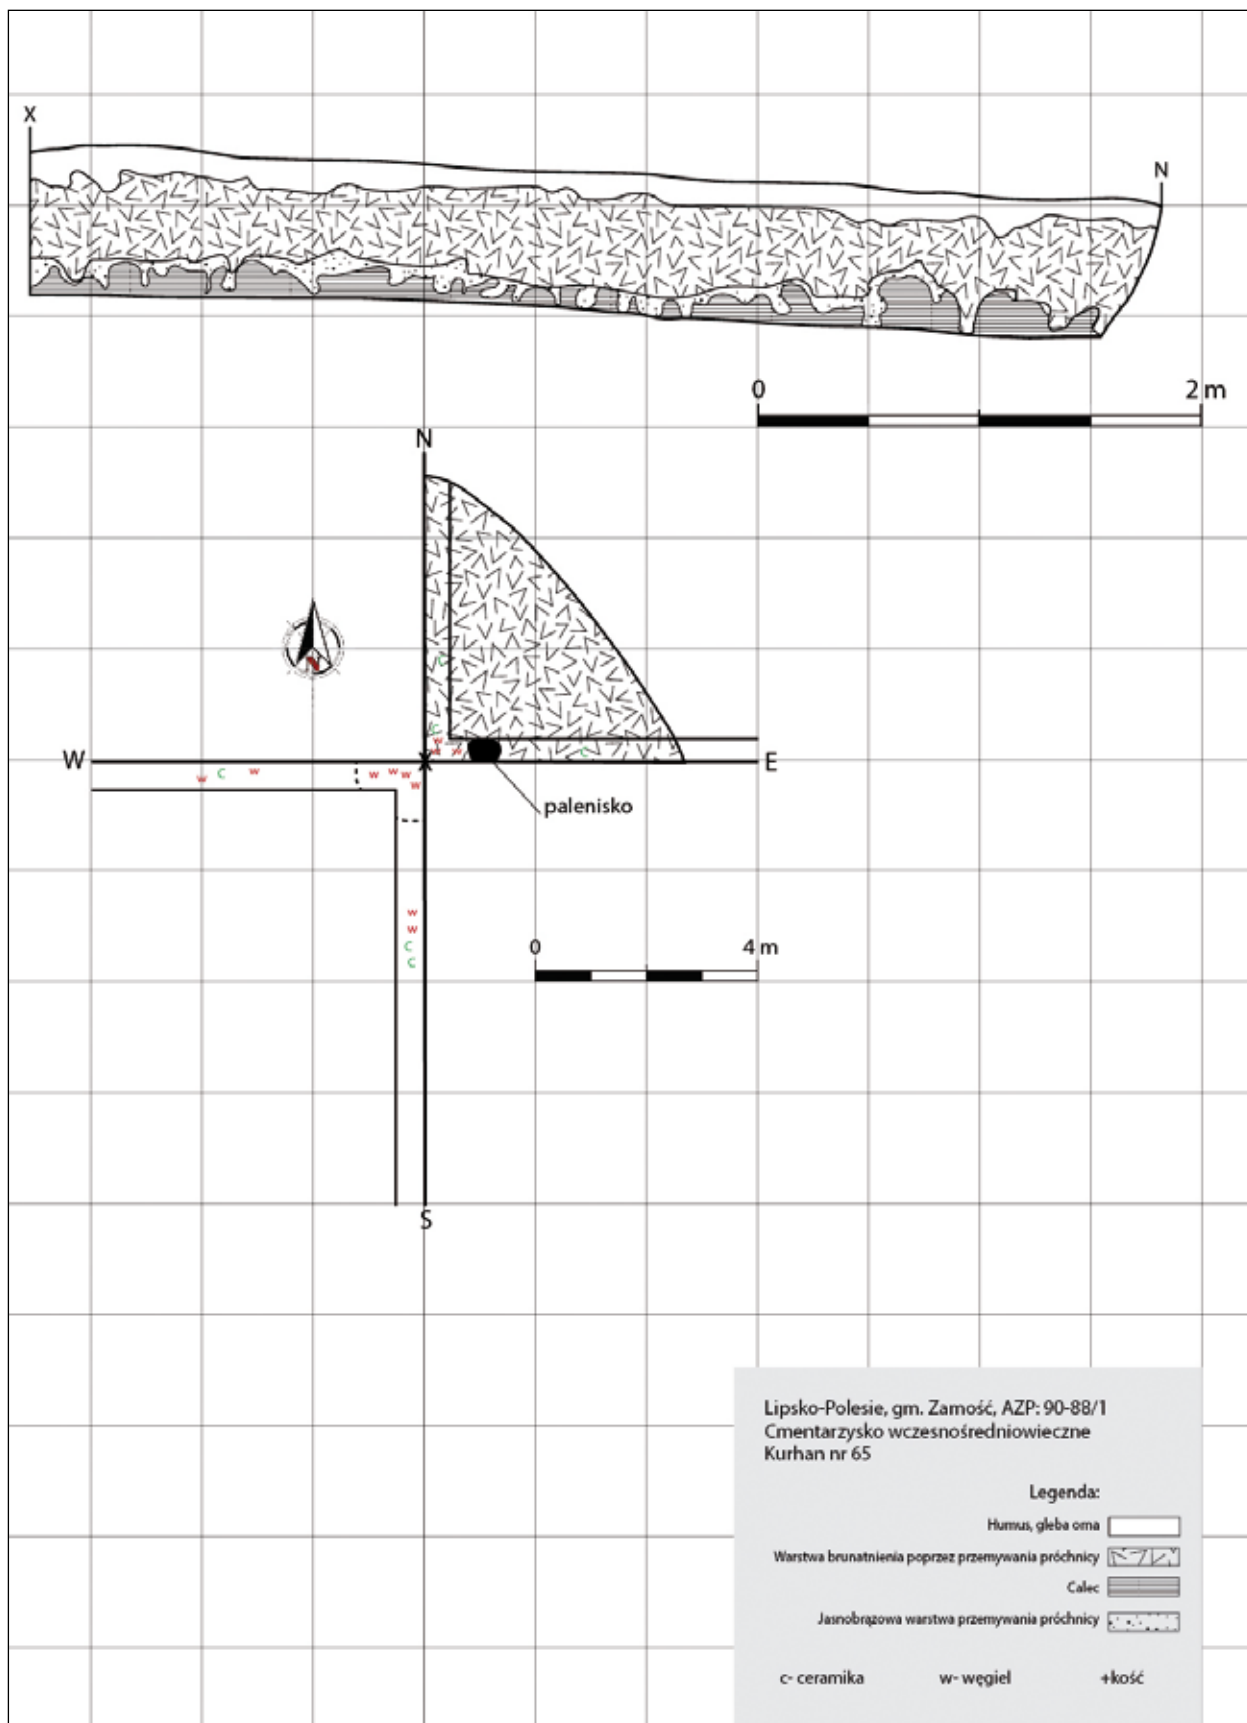 X
N
0 2 m
N
N
c
c
w
w w
c
W
X
E
w c w w w w w
palenisko
w
w
c
c
0 4 m
S
Lipsko-Polesie, gm. Zamość, AZP: 90-88/1
Cmentarzysko wczesnośredniowieczne
Kurhan nr 65
Legenda:
Humus, gleba orna
Warstwa brunatnienia poprzez przemywania próchnicy
Calec
Jasnobrązowa warstwa przemywania próchnicy
c- ceramika w- węgiel +kość